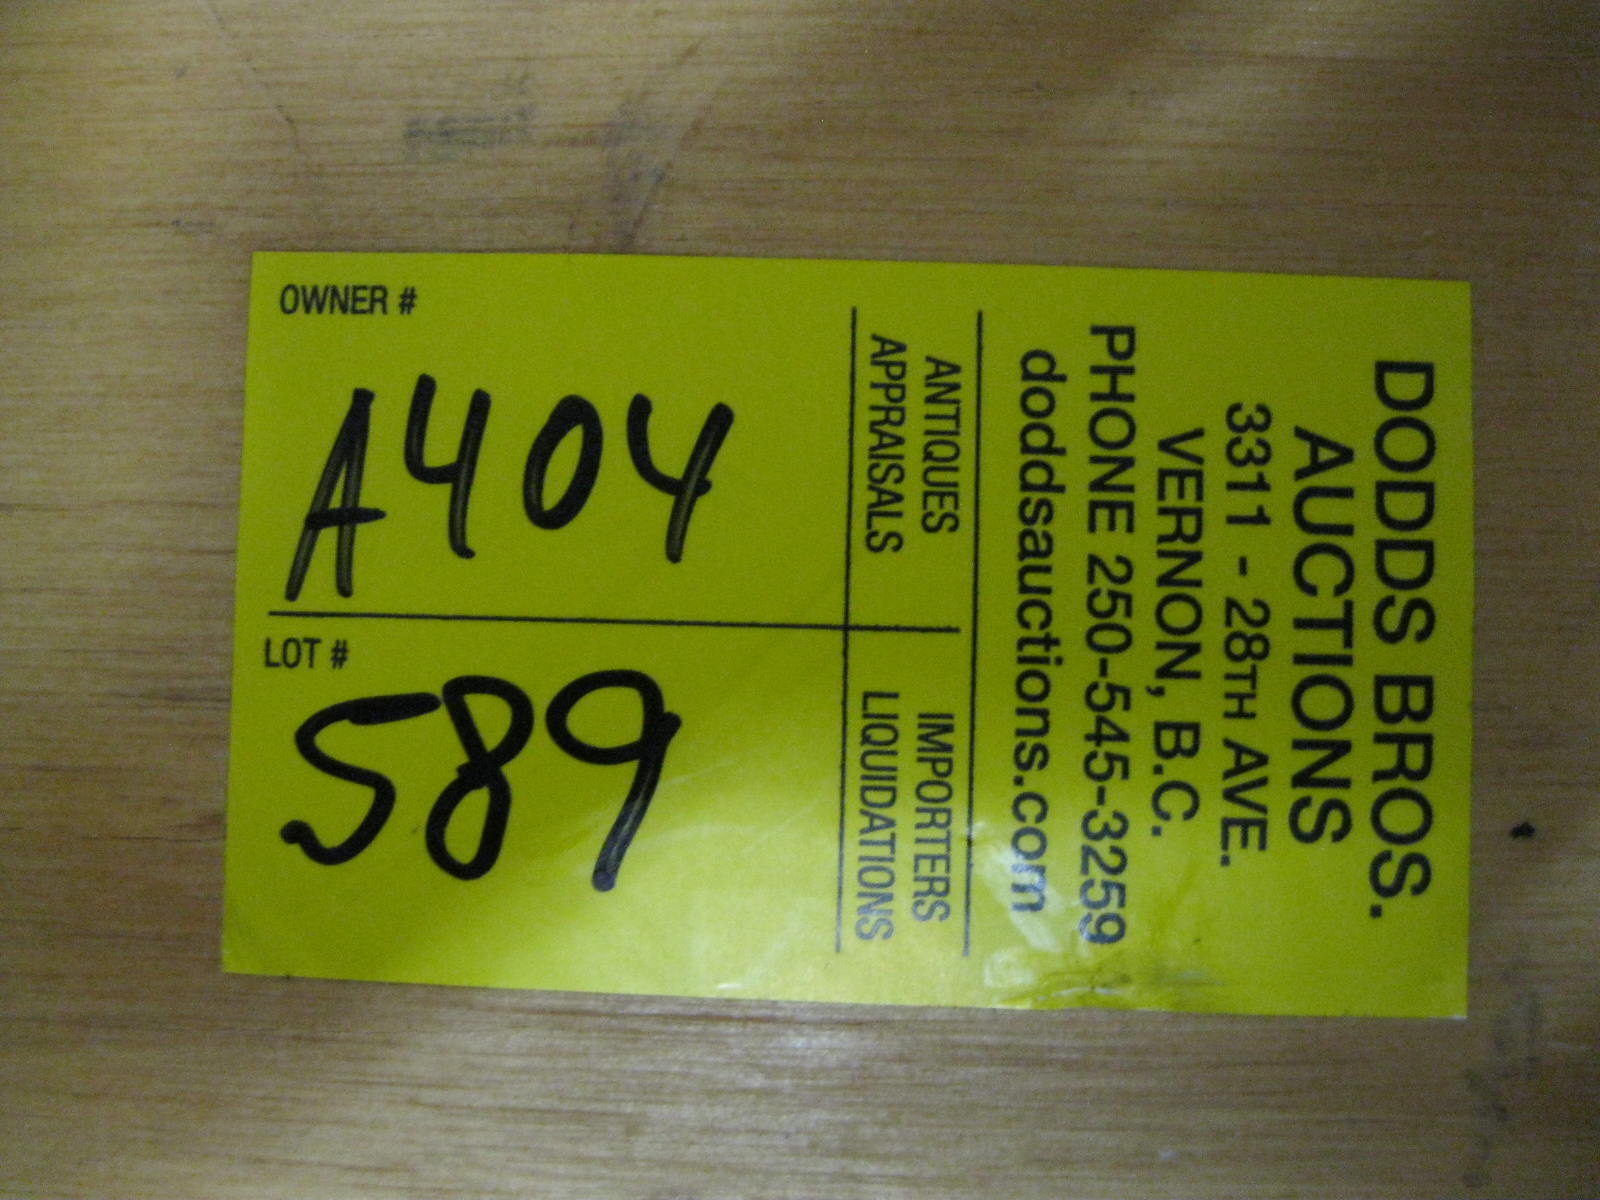 DODDS BROS.
AUCTIONS
3311 - 28TH AVE.
VERNON, B.C.
PHONE 250-545-3259
doddsauctions.com
ANTIQUES
APPRAISALS
IMPORTERS
LIQUIDATIONS
OWNER #
A404
LOT #
589